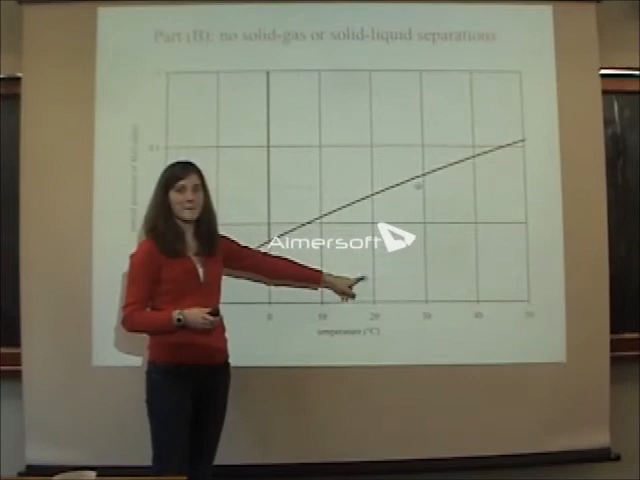 Part (B): no solid-gas or solid-liquid separations
Aimersoft
0 10 20 30 40 50
temperature (°C)